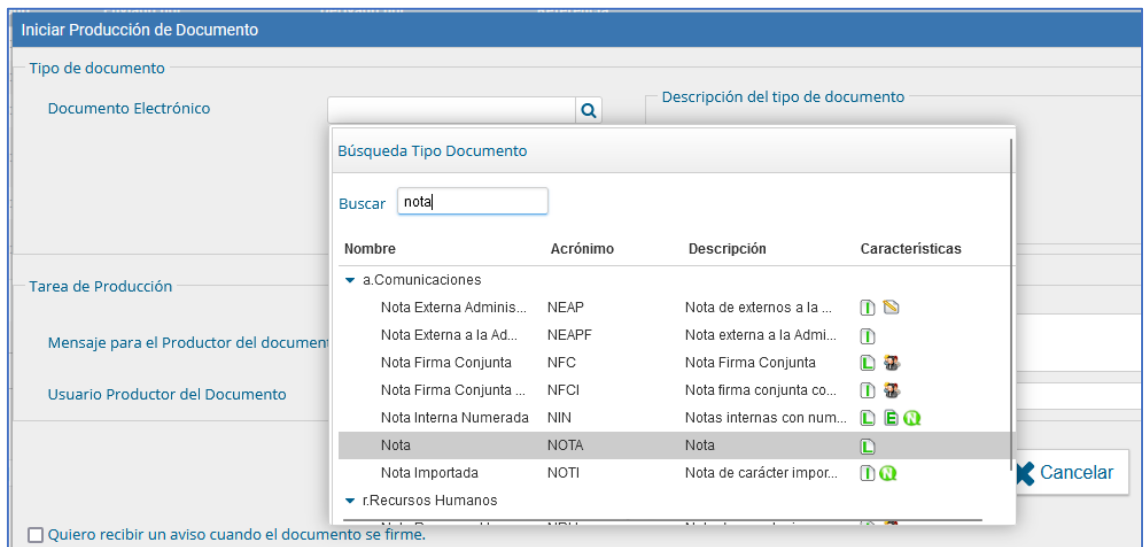 Iniciar Producción de Documento
Tipo de documento
Documento Electrónico
Descripción del tipo de documento
Búsqueda Tipo Documento
Buscar nota
Nombre Acrónimo Descripción Características
a.Comunicaciones
Nota Externa Adminis... NEAP Nota de externos a la ...
Nota Externa a la Ad... NEAPF Nota externa a la Admi...
Nota Firma Conjunta NFC Nota Firma Conjunta
Nota Firma Conjunta ... NFCI Nota firma conjunta co...
Nota Interna Numerada NIN Notas internas con num...
Nota NOTA Nota
Nota Importada NOTI Nota de carácter impor...
r.Recursos Humanos
Tarea de Producción
Mensaje para el Productor del document
Usuario Productor del Documento
Cancelar
Quiero recibir un aviso cuando el documento se firme.